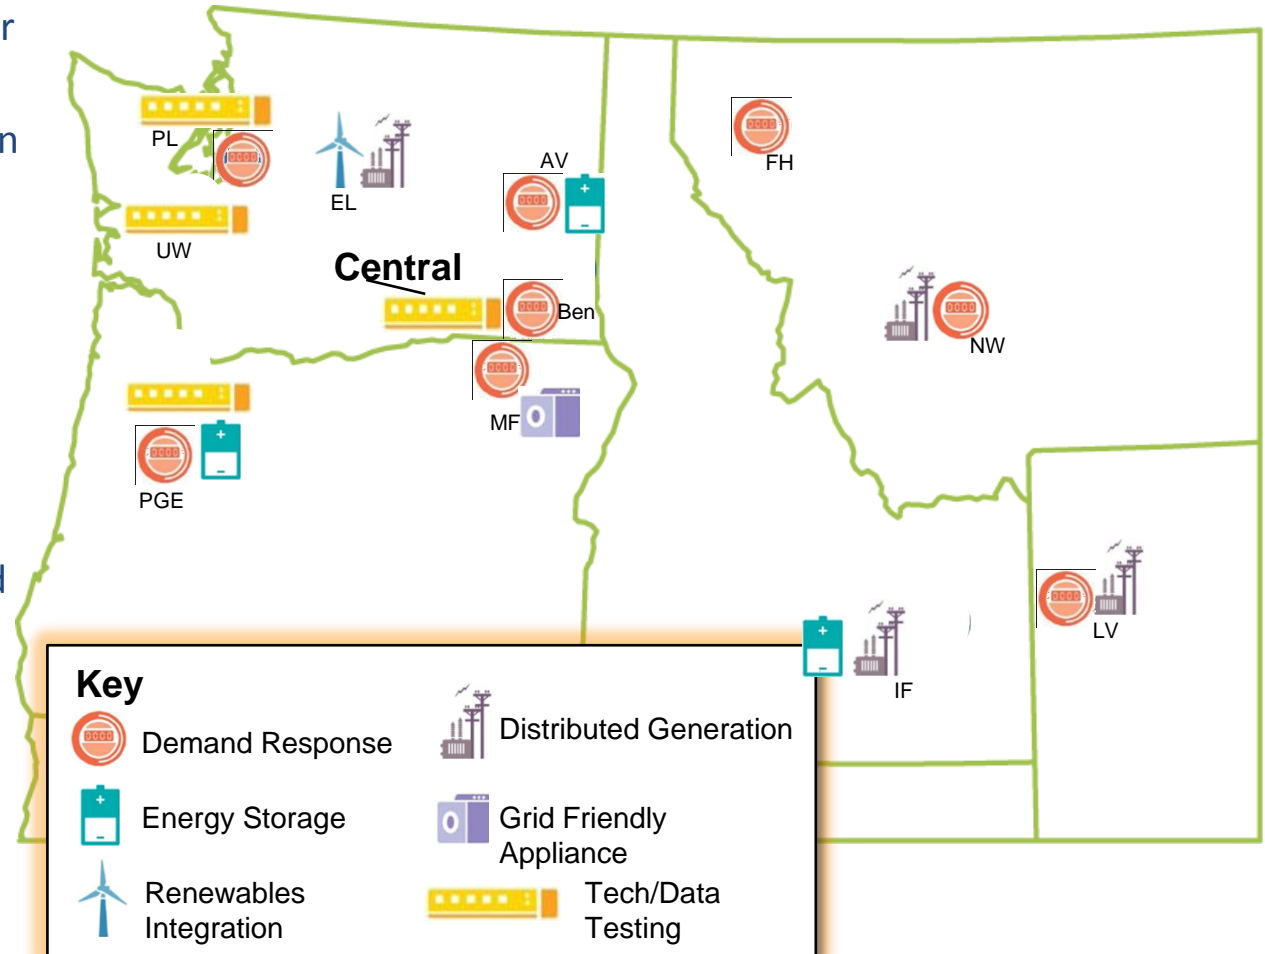 r
n
d
PL
EL
AV
FH
UW
Central
Ben
NW
MF
PGE
LV
IF
Key
Demand Response
Distributed Generation
Energy Storage
Grid Friendly
Appliance
Renewables
Integration
Tech/Data
Testing